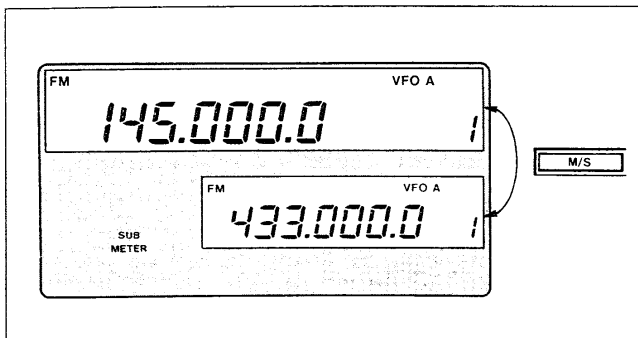 FM VFO A
145.000.0 1
M/S
FM VFO A
433.000.0 1
SUB
METER